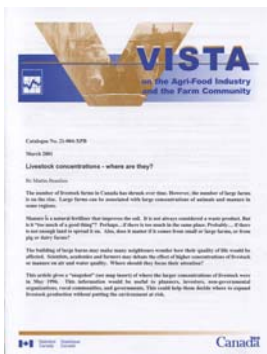 VISTA
on the Agri-Food Industry
and the Farm Community
Catalogue No. 21-004-XPB
March 2001
Livestock concentrations - where are they?
By Martin Beaulieu
The number of livestock farms in Canada has shrunk over time. However, the number of large farms
is on the rise. Large farms can be associated with large concentrations of animals and manure in
some regions.
Manure is a natural fertilizer that improves the soil. It is not always considered a waste product. But
is it "too much of a good thing"? Perhaps…if there is too much in the same place. Probably… if there
is not enough land to spread it on. Also, does it matter if it comes from small or large farms, or from
pig or dairy farms?
The building of large barns may make many neighbours wonder how their quality of life would be
affected. Scientists, academics and farmers may debate the effect of higher concentrations of livestock
or manure on air and water quality. Where should they focus their attention?
This article gives a "snapshot" (or map) of where the larger concentrations of livestock were
in May 1996. This information would be useful to planners, investors, non-governmental
organizations, rural communities, and governments. This could help them decide where to expand
livestock production without putting the environment at risk.
Statistics Canada
Statistique Canada
Canada